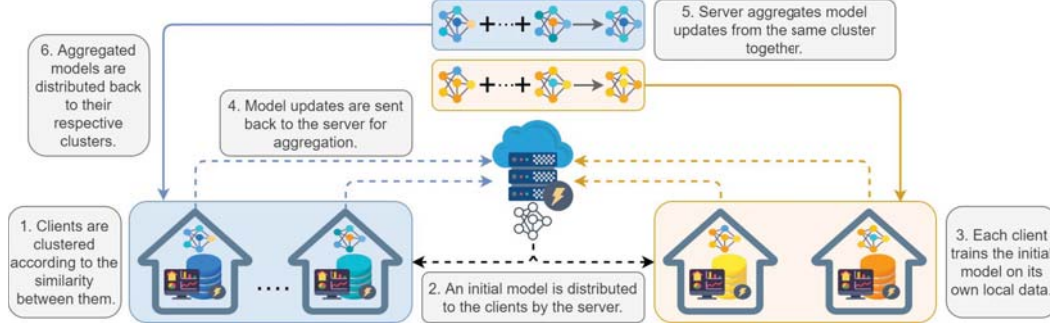 5. Server aggregates model
updates from the same cluster
together.
6. Aggregated
models are
distributed back
to their
respective
clusters.
4. Model updates are sent
back to the server for
aggregation.
1. Clients are
clustered
according to the
similarity
between them.
2. An initial model is distributed
to the clients by the server.
3. Each client
trains the initial
model on its
own local data.